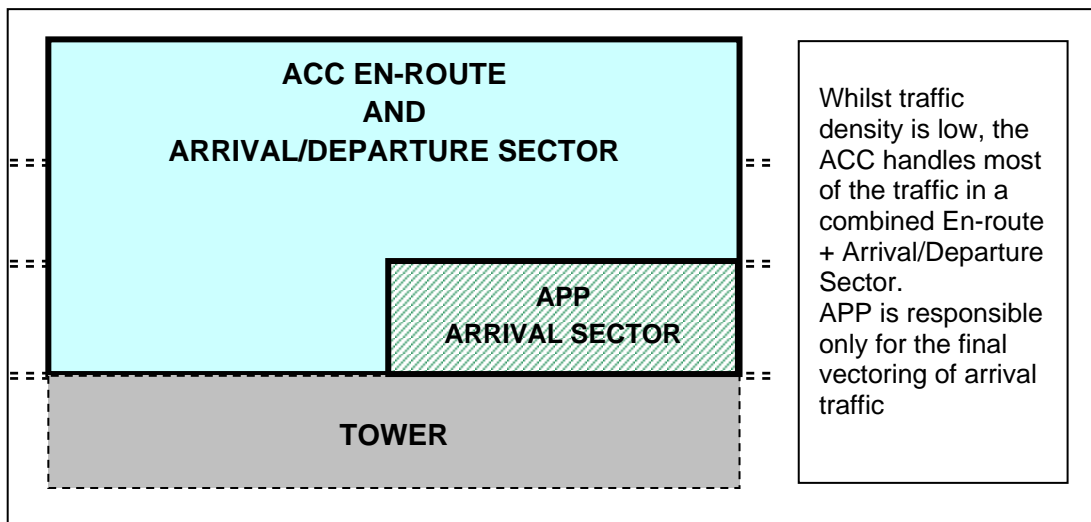 ACC EN-ROUTE
AND
ARRIVAL/DEPARTURE SECTOR
APP
ARRIVAL SECTOR
TOWER
Whilst traffic
density is low, the
ACC handles most
of the traffic in a
combined En-route
+ Arrival/Departure
Sector.
APP is responsible
only for the final
vectoring of arrival
traffic